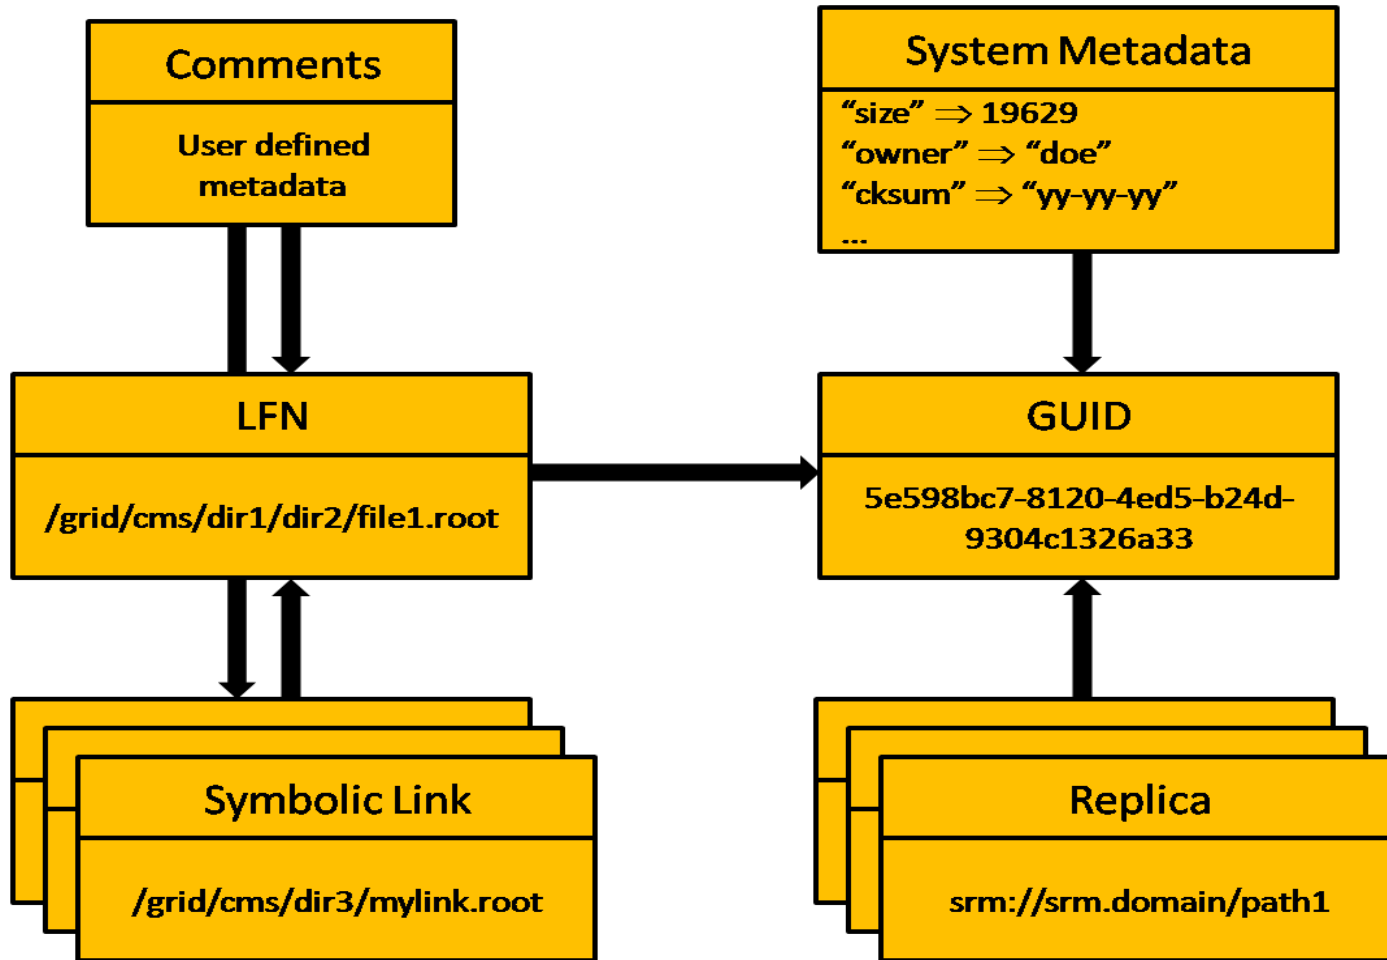 Comments
User defined
metadata
System Metadata
“size” ⇒ 19629
“owner” ⇒ “doe”
“cksum” ⇒ “yy-yy-yy”
...
LFN
/grid/cms/dir1/dir2/file1.root
GUID
5e598bc7-8120-4ed5-b24d-
9304c1326a33
Symbolic Link
/grid/cms/dir3/mylink.root
Replica
srm://srm.domain/path1